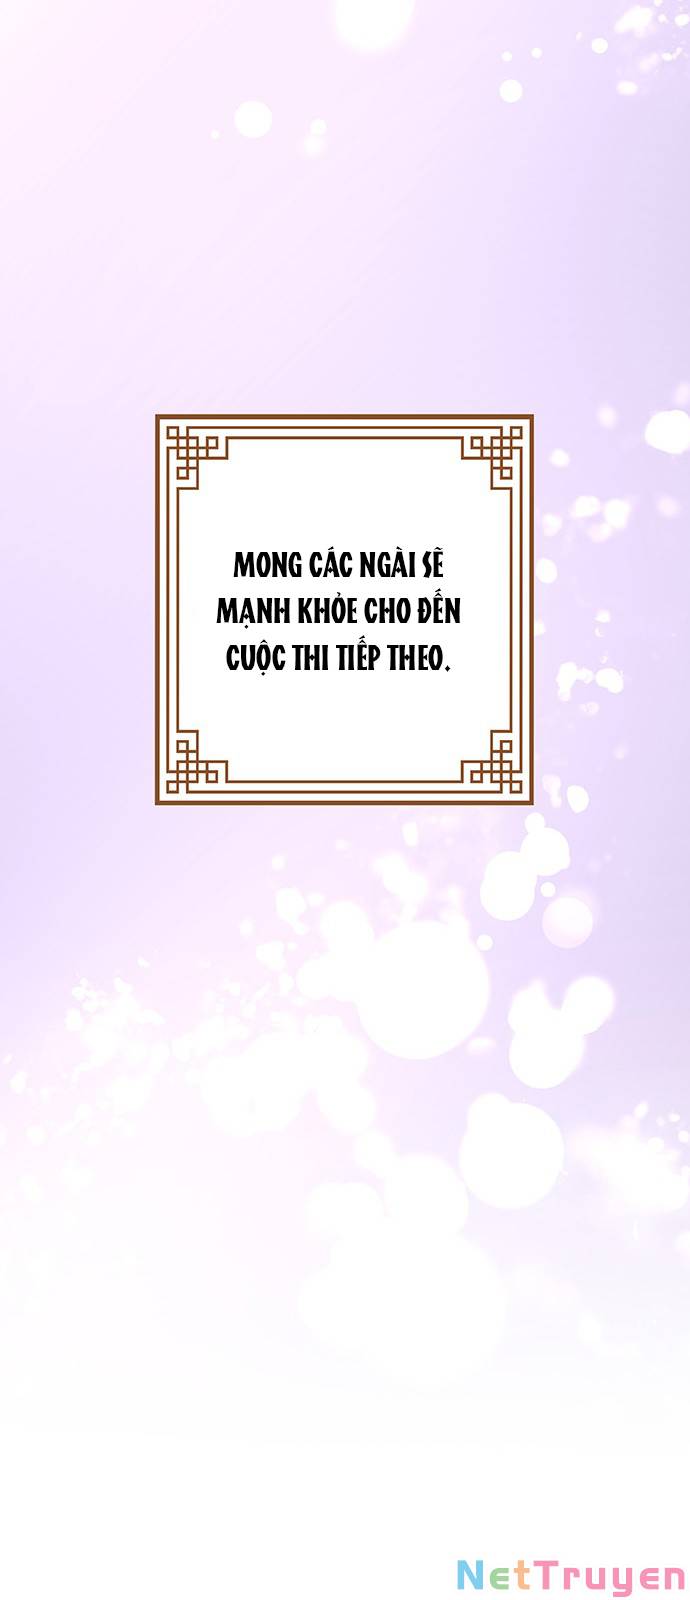 MONG CÁC NGÀI SẼ
MẠNH KHỎE CHO ĐẾN
CUỘC THI TIẾP THEO.
NetTruyen